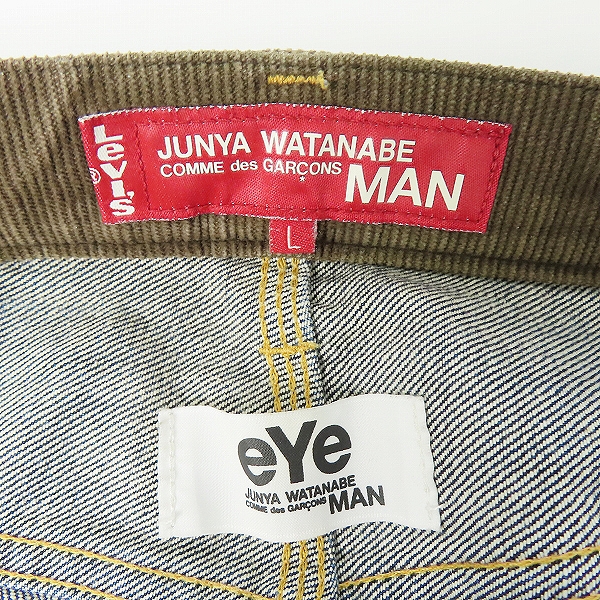 Levi's
®
JUNYA WATANABE
COMME des GARÇONS MAN
L
eYe
JUNYA WATANABE
COMME des GARÇONS MAN